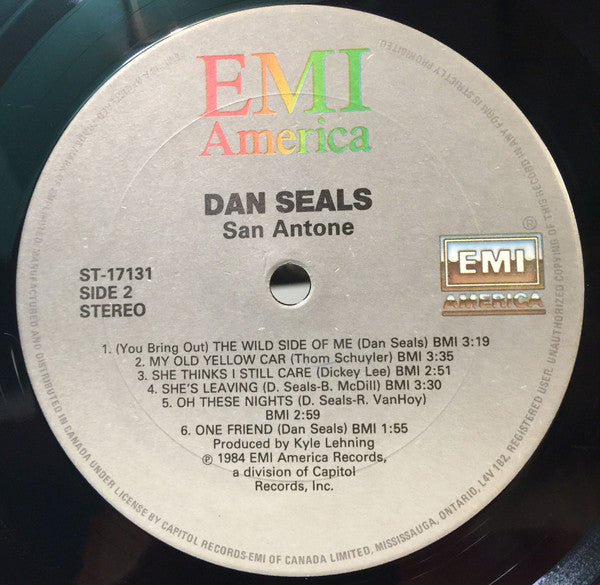 EMI
America
DAN SEALS
San Antone
ST-17131
SIDE 2
STEREO
EMI
AMERICA
1. (You Bring Out) THE WILD SIDE OF ME (Dan Seals) BMI 3:19
2. MY OLD YELLOW CAR (Thom Schuyler) BMI 3:35
3. SHE THINKS I STILL CARE (Dickey Lee) BMI 2:51
4. SHE'S LEAVING (D. Seals-B. McDill) BMI 3:30
5. OH THESE NIGHTS (D. Seals-R. VanHoy)
BMI 2:59
6. ONE FRIEND (Dan Seals) BMI 1:55
Produced by Kyle Lehning
℗ 1984 EMI America Records,
a division of Capitol
Records, Inc.
MANUFACTURED AND DISTRIBUTED IN CANADA UNDER LICENSE BY CAPITOL RECORDS-EMI OF CANADA LIMITED, MISSISSAUGA, ONTARIO, L4V 1B2, REGISTERED USER. UNAUTHORIZED COPYING OF THIS RECORD IN ANY FORM IS STRICTLY PROHIBITED.